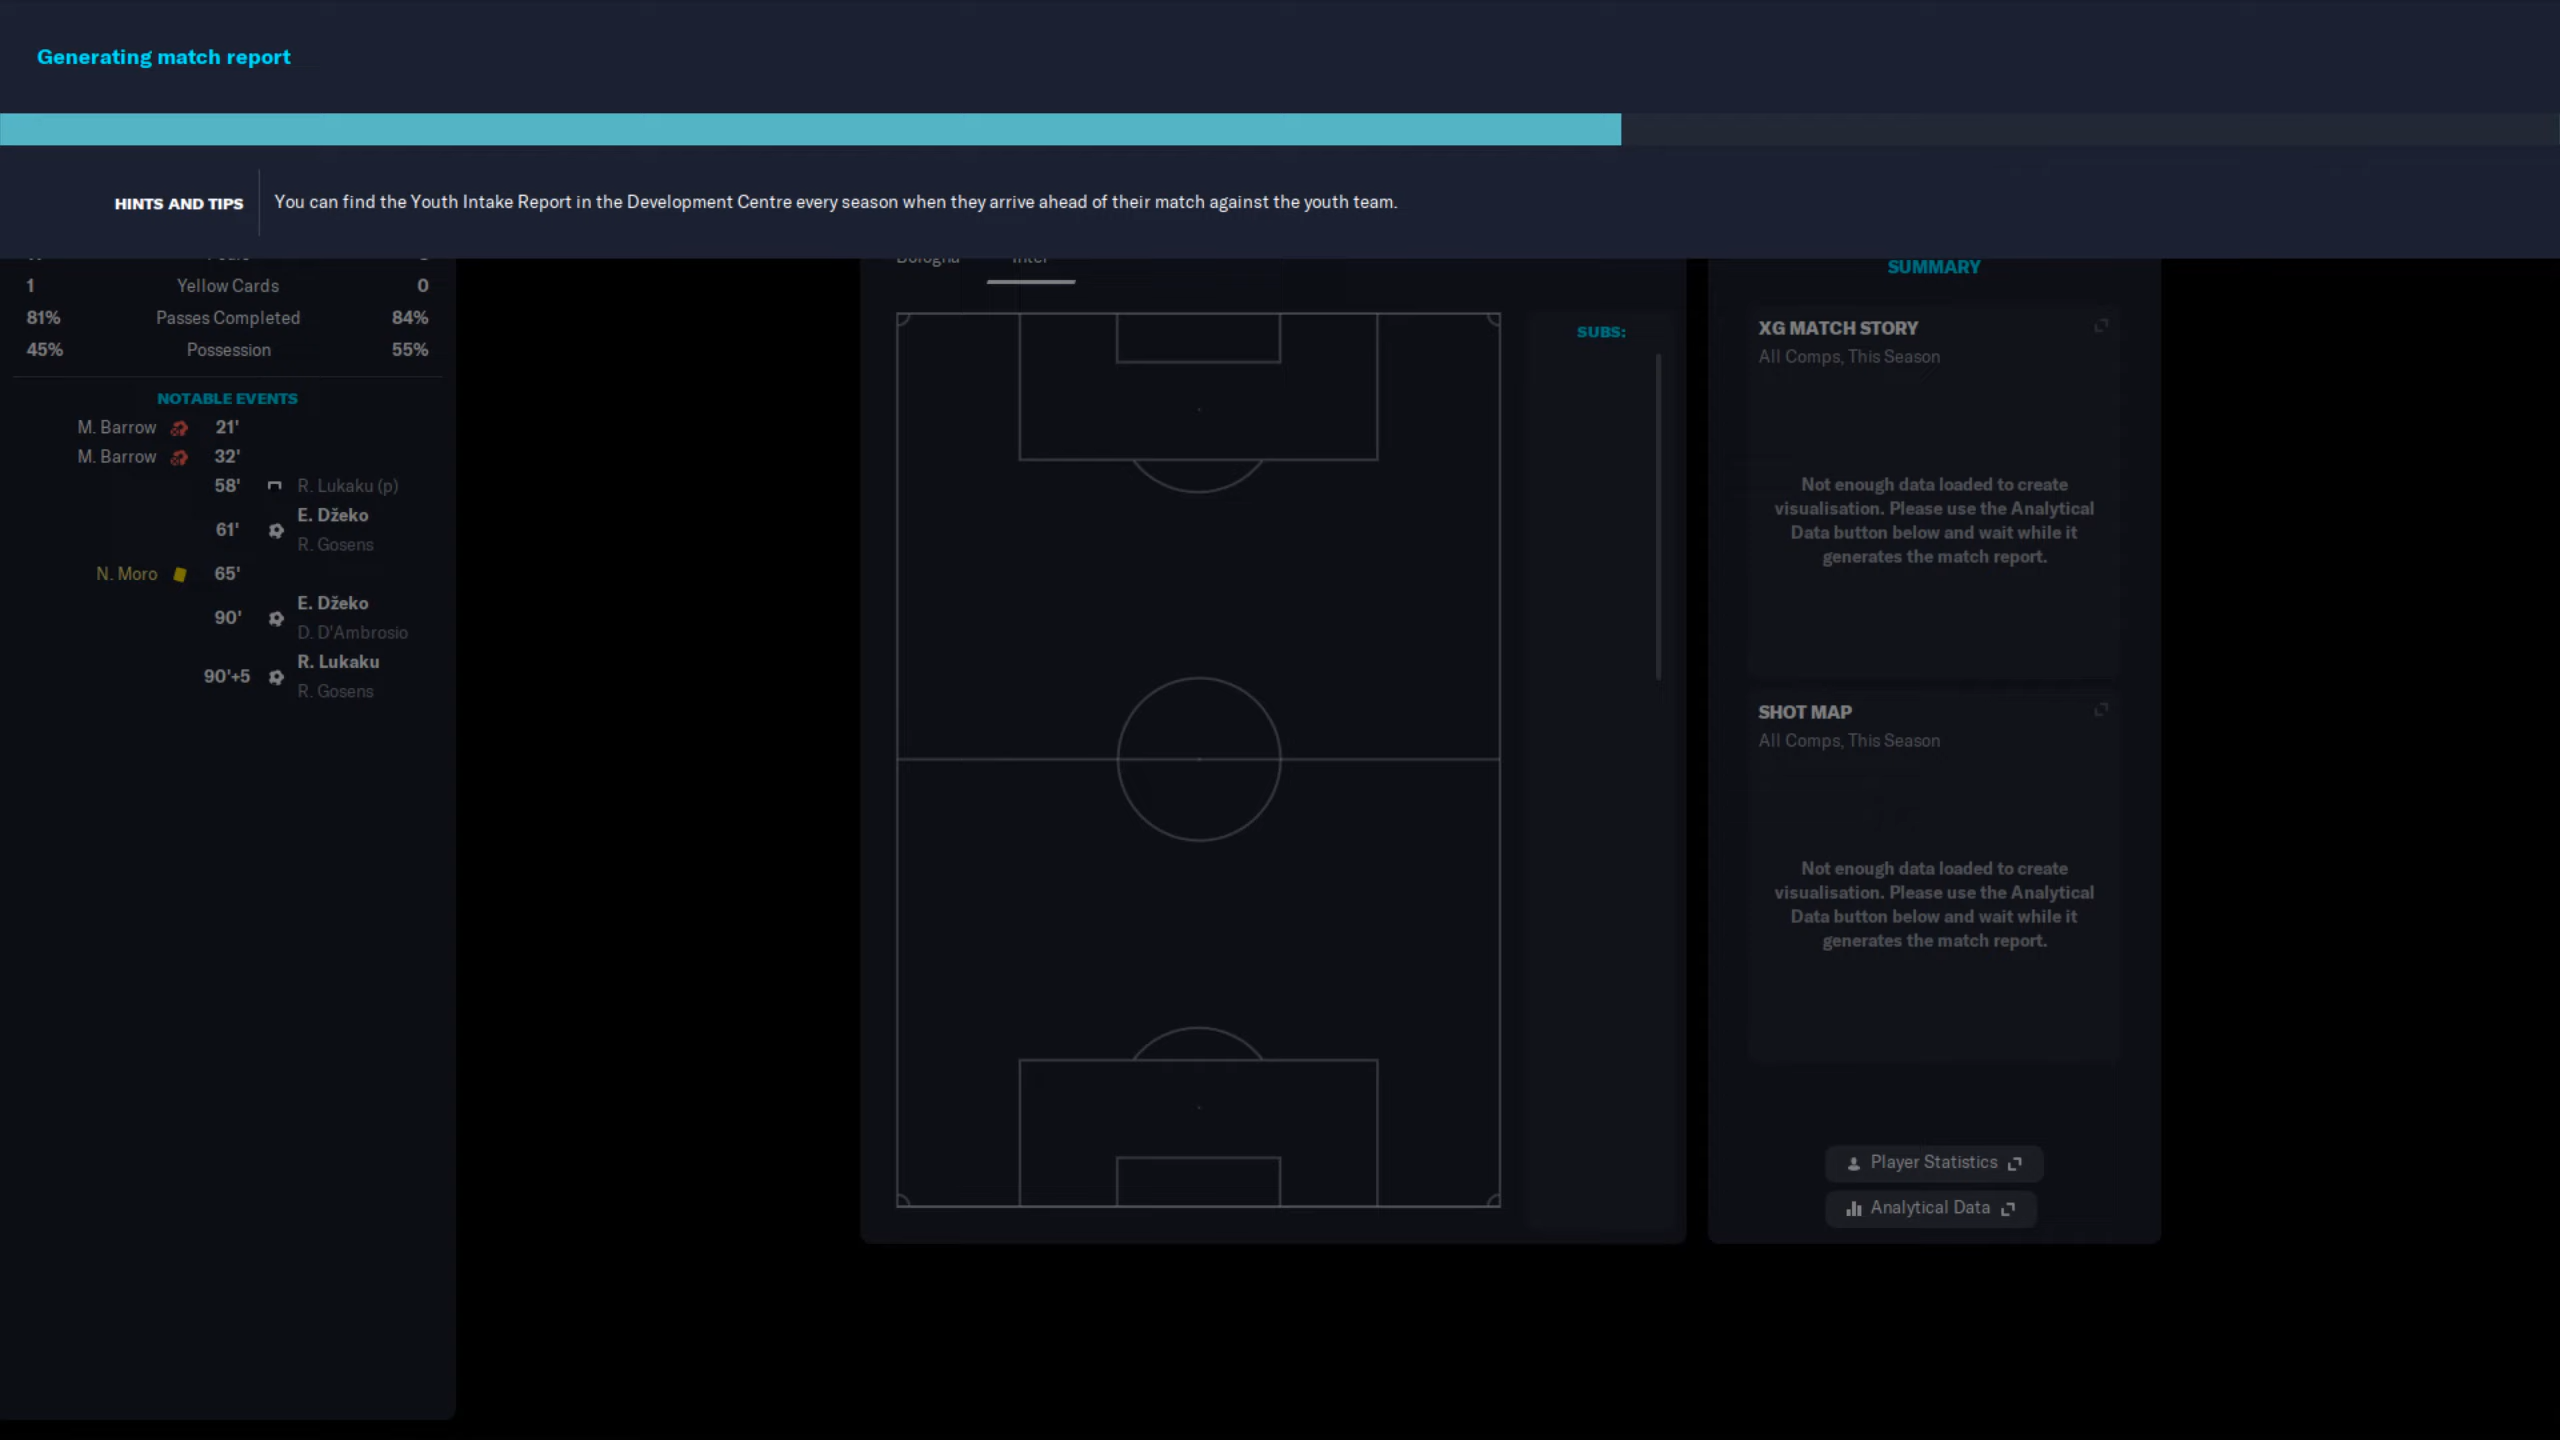 Generating match report
HINTS AND TIPS
You can find the Youth Intake Report in the Development Centre every season when they arrive ahead of their match against the youth team.
1 Yellow Cards 0
81% Passes Completed 84%
45% Possession 55%
NOTABLE EVENTS
M. Barrow 21'
M. Barrow 32'
58' R. Lukaku (p)
E. Džeko
61'
R. Gosens
N. Moro 65'
E. Džeko
90'
D. D'Ambrosio
R. Lukaku
90'+5
R. Gosens
Bologna Inter
SUBS:
SUMMARY
XG MATCH STORY
All Comps, This Season
Not enough data loaded to create
visualisation. Please use the Analytical
Data button below and wait while it
generates the match report.
SHOT MAP
All Comps, This Season
Not enough data loaded to create
visualisation. Please use the Analytical
Data button below and wait while it
generates the match report.
Player Statistics
Analytical Data